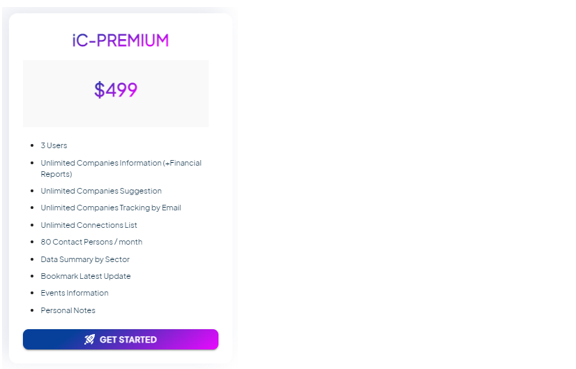 iC-PREMIUM
$499
3 Users
Unlimited Companies Information (+Financial
Reports)
Unlimited Companies Suggestion
Unlimited Companies Tracking by Email
Unlimited Connections List
80 Contact Persons / month
Data Summary by Sector
Bookmark Latest Update
Events Information
Personal Notes
GET STARTED